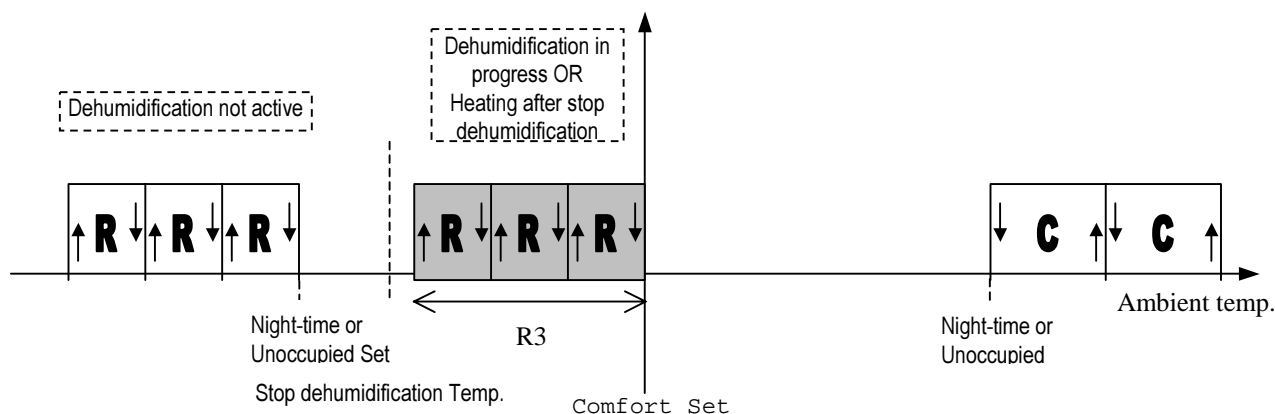 Dehumidification in
progress OR
Heating after stop
dehumidification
Dehumidification not active
R R R R R R C C
Ambient temp.
Night-time or
Unoccupied Set
R3
Night-time or
Unoccupied
Stop dehumidification Temp.
Comfort Set